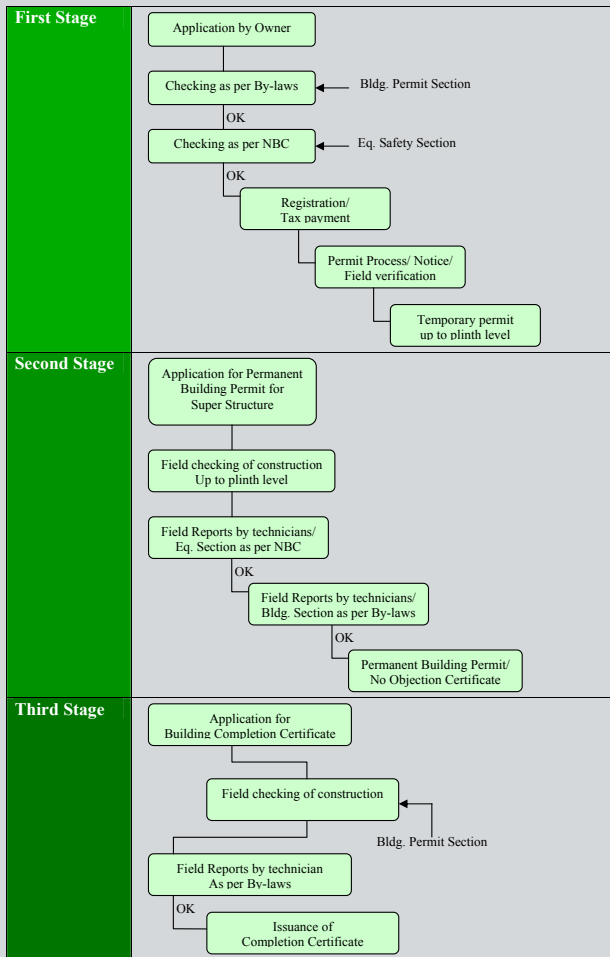 First Stage
Application by Owner
Checking as per By-laws
Bldg. Permit Section
OK
Checking as per NBC
Eq. Safety Section
OK
Registration/
Tax payment
Permit Process/ Notice/
Field verification
Temporary permit
up to plinth level
Second Stage
Application for Permanent
Building Permit for
Super Structure
Field checking of construction
Up to plinth level
Field Reports by technicians/
Eq. Section as per NBC
OK
Field Reports by technicians/
Bldg. Section as per By-laws
OK
Permanent Building Permit/
No Objection Certificate
Third Stage
Application for
Building Completion Certificate
Field checking of construction
Bldg. Permit Section
Field Reports by technician
As per By-laws
OK
Issuance of
Completion Certificate